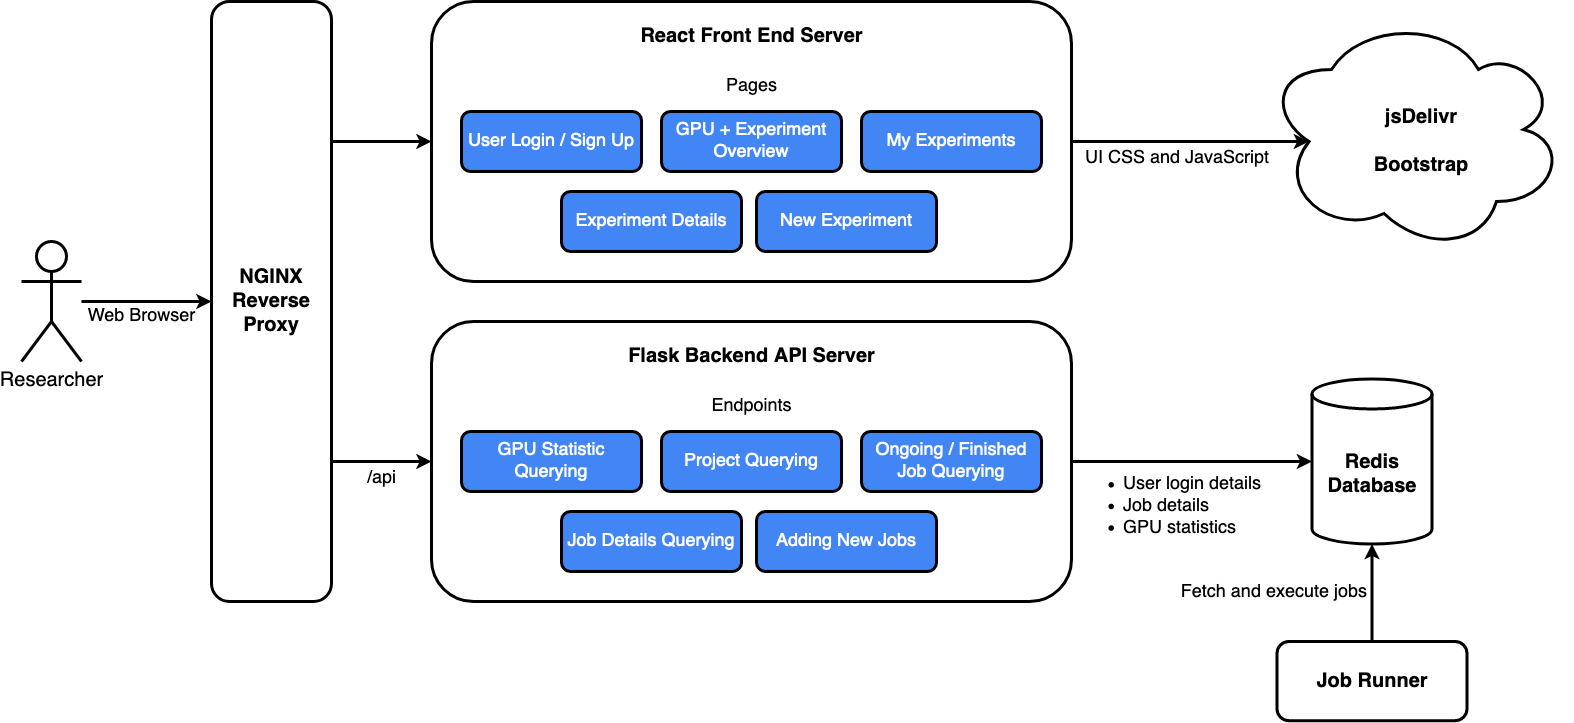 React Front End Server
Pages
User Login / Sign Up
GPU + Experiment
Overview
My Experiments
Experiment Details
New Experiment
UI CSS and JavaScript
jsDelivr
Bootstrap
NGINX
Reverse
Proxy
Web Browser
Researcher
/api
Flask Backend API Server
Endpoints
GPU Statistic
Querying
Project Querying
Ongoing / Finished
Job Querying
Job Details Querying
Adding New Jobs
• User login details
• Job details
• GPU statistics
Redis
Database
Fetch and execute jobs
Job Runner